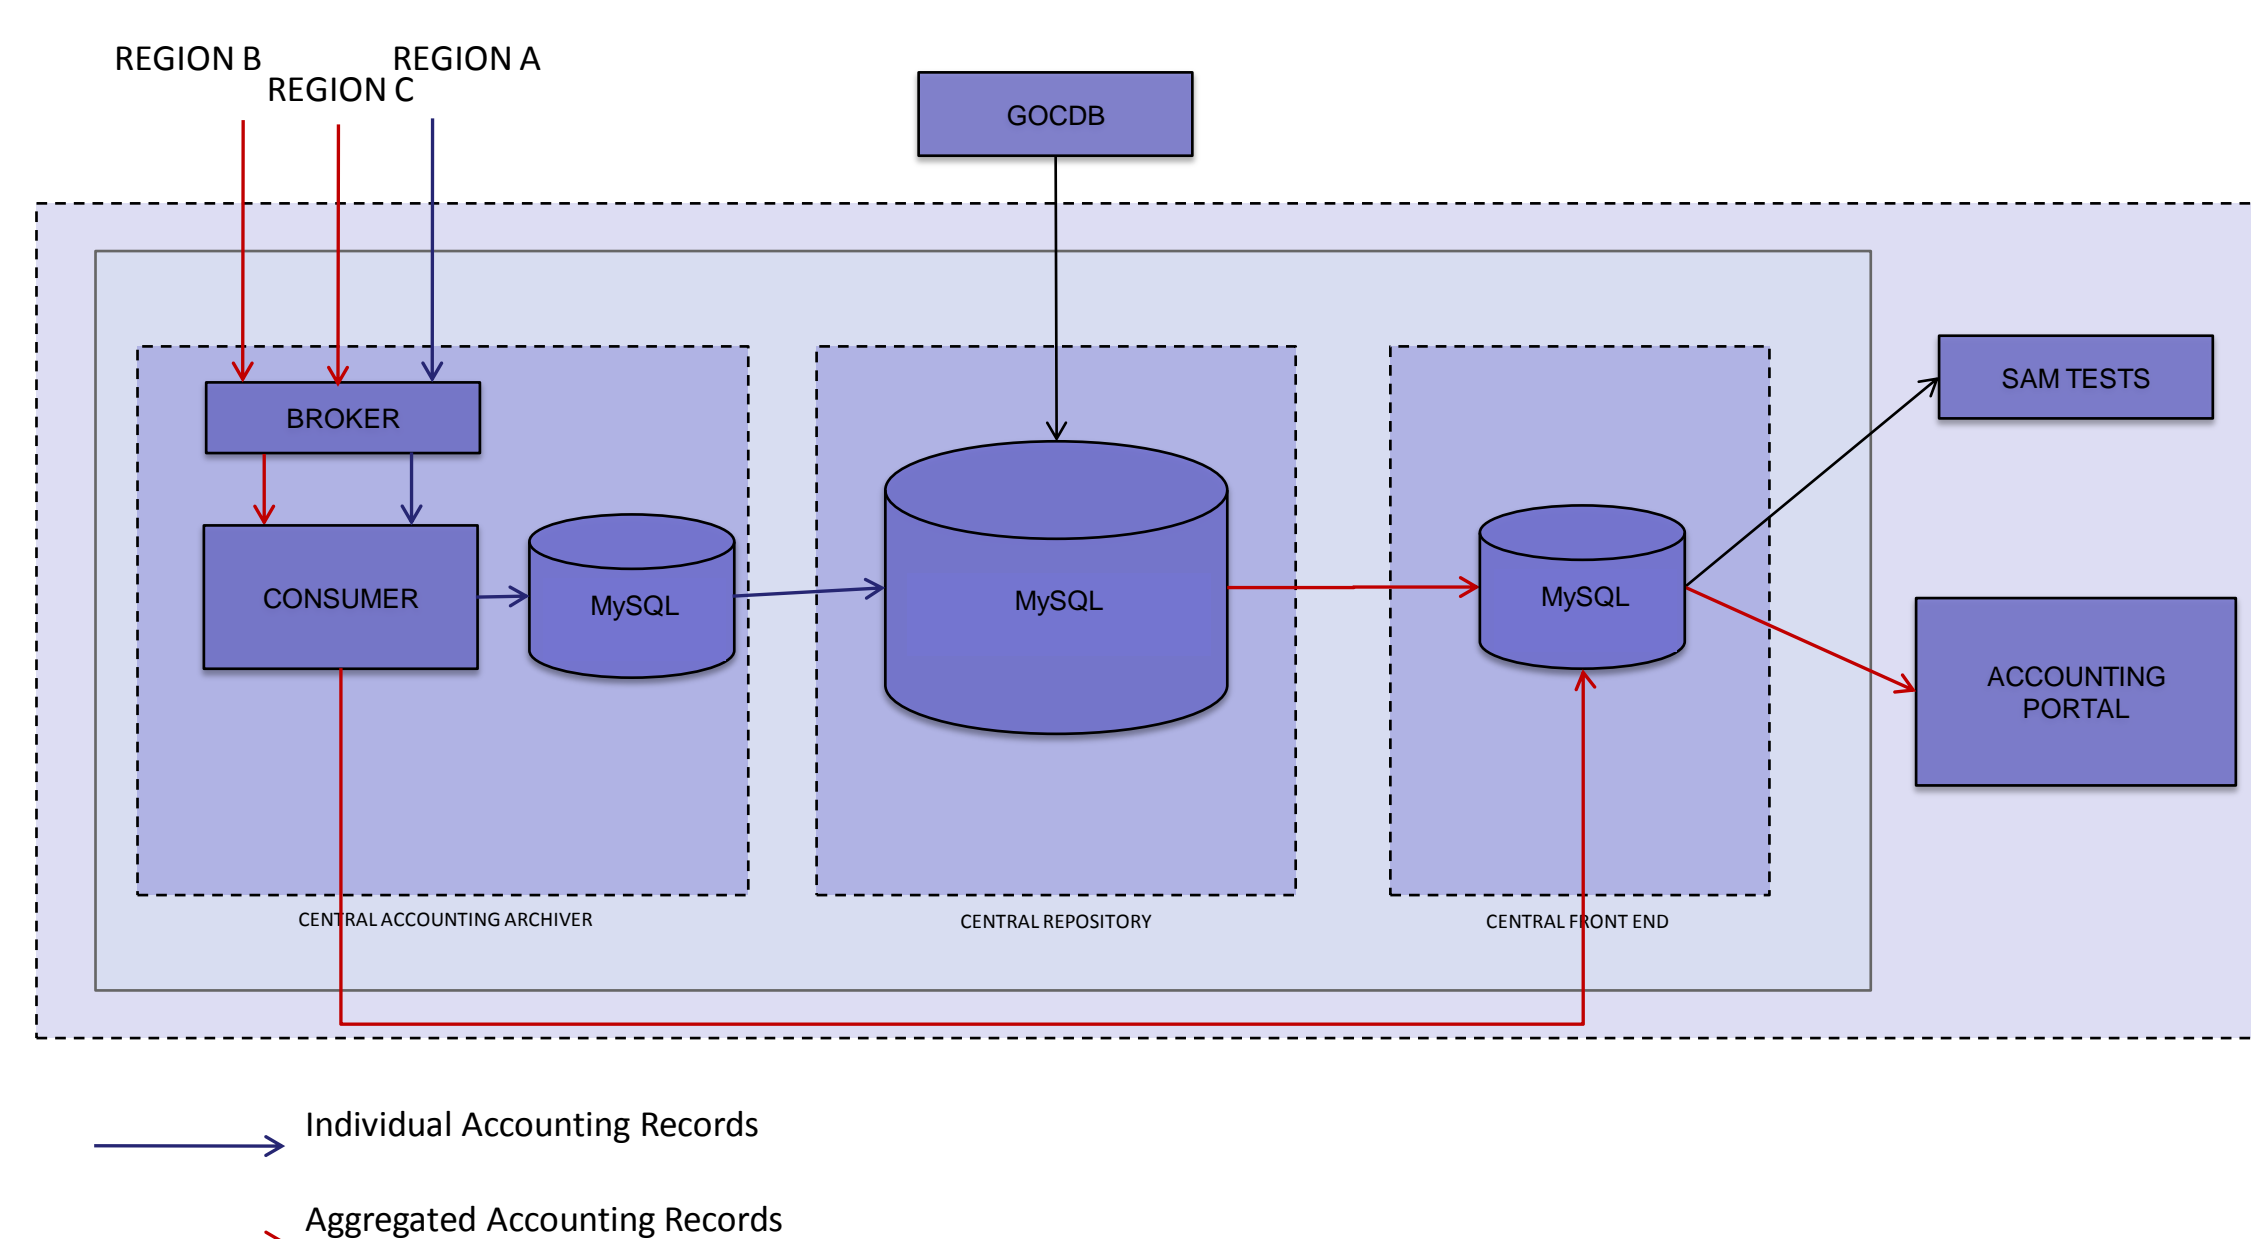 REGION B
REGION A
REGION C
GOCDB
SAM TESTS
BROKER
CONSUMER
MySQL
MySQL
MySQL
ACCOUNTING
PORTAL
CENTRAL ACCOUNTING ARCHIVER
CENTRAL REPOSITORY
CENTRAL FRONT END
Individual Accounting Records
Aggregated Accounting Records